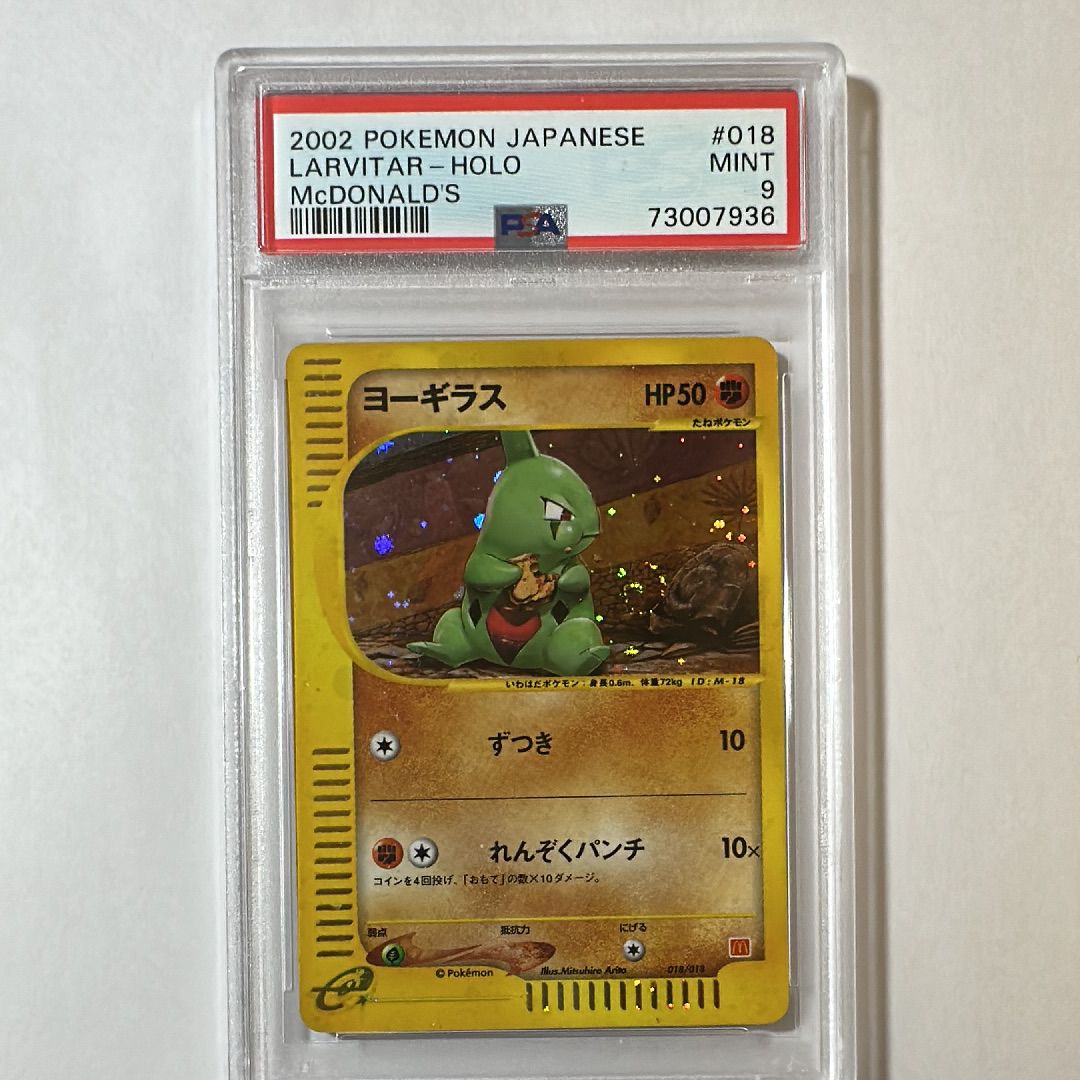 2002 POKEMON JAPANESE #018
LARVITAR - HOLO MINT
McDONALD'S 9
73007936
PSA
ヨーギラス HP50
たねポケモン
いわはだポケモン：身長0.6m、体重72kg ID:M-18
ずつき 10
れんぞくパンチ 10×
コインを4回投げ、「おもて」の数×10ダメージ。
弱点 抵抗力 にげる
©Pokémon Illus.Mitsuhiro Arita 018/018